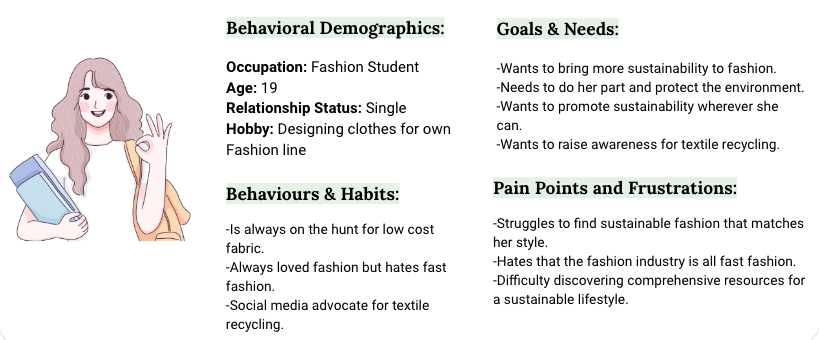 Behavioral Demographics:
Occupation: Fashion Student
Age: 19
Relationship Status: Single
Hobby: Designing clothes for own
Fashion line
Behaviours & Habits:
-Is always on the hunt for low cost
fabric.
-Always loved fashion but hates fast
fashion.
-Social media advocate for textile
recycling.
Goals & Needs:
-Wants to bring more sustainability to fashion.
-Needs to do her part and protect the environment.
-Wants to promote sustainability wherever she
can.
-Wants to raise awareness for textile recycling.
Pain Points and Frustrations:
-Struggles to find sustainable fashion that matches
her style.
-Hates that the fashion industry is all fast fashion.
-Difficulty discovering comprehensive resources for
a sustainable lifestyle.